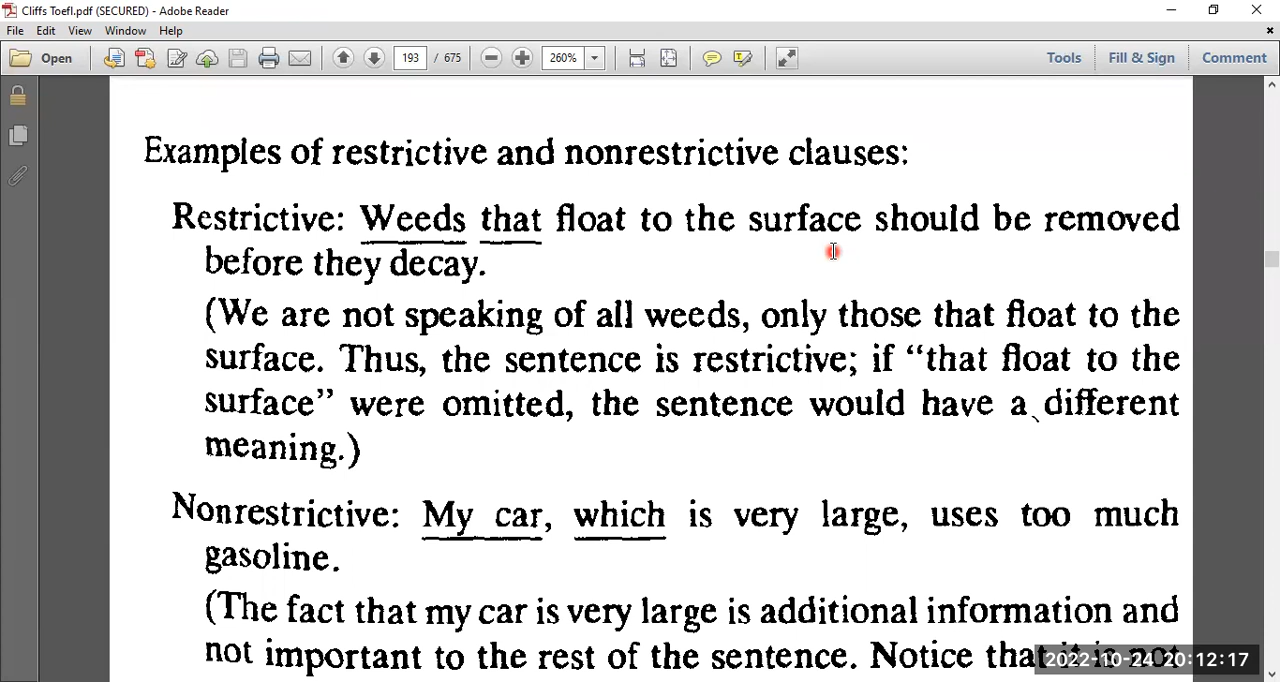 Cliffs Toefl.pdf (SECURED) - Adobe Reader
File Edit View Window Help
Open 193 / 675 260% Tools Fill & Sign Comment
Examples of restrictive and nonrestrictive clauses:
Restrictive: Weeds that float to the surface should be removed
before they decay.
(We are not speaking of all weeds, only those that float to the
surface. Thus, the sentence is restrictive; if “that float to the
surface” were omitted, the sentence would have a different
meaning.)
Nonrestrictive: My car, which is very large, uses too much
gasoline.
(The fact that my car is very large is additional information and
not important to the rest of the sentence. Notice that it is not
2022-10-24 20:12:17